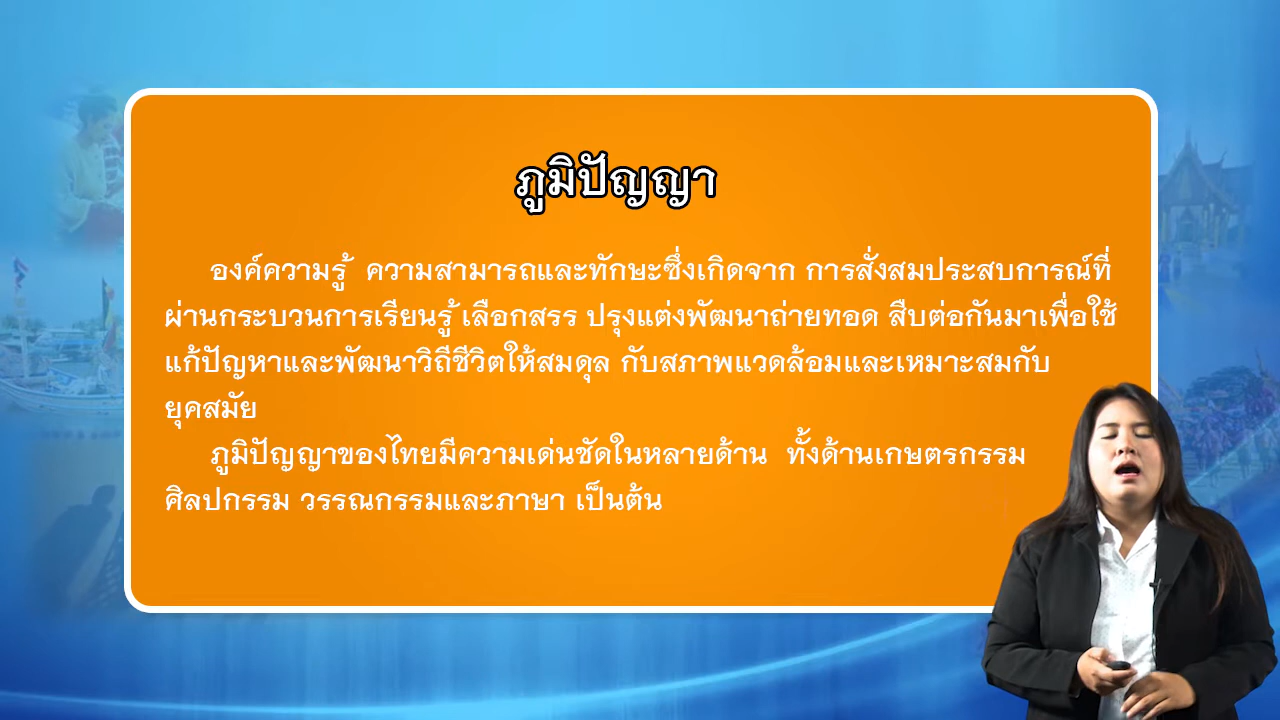 ภูมิปัญญา
องค์ความรู้ ความสามารถและทักษะซึ่งเกิดจาก การสั่งสมประสบการณ์ที่
ผ่านกระบวนการเรียนรู้ เลือกสรร ปรุงแต่งพัฒนาถ่ายทอด สืบต่อกันมาเพื่อใช้
แก้ปัญหาและพัฒนาวิถีชีวิตให้สมดุล กับสภาพแวดล้อมและเหมาะสมกับ
ยุคสมัย
ภูมิปัญญาของไทยมีความเด่นชัดในหลายด้าน ทั้งด้านเกษตรกรรม
ศิลปกรรม วรรณกรรมและภาษา เป็นต้น